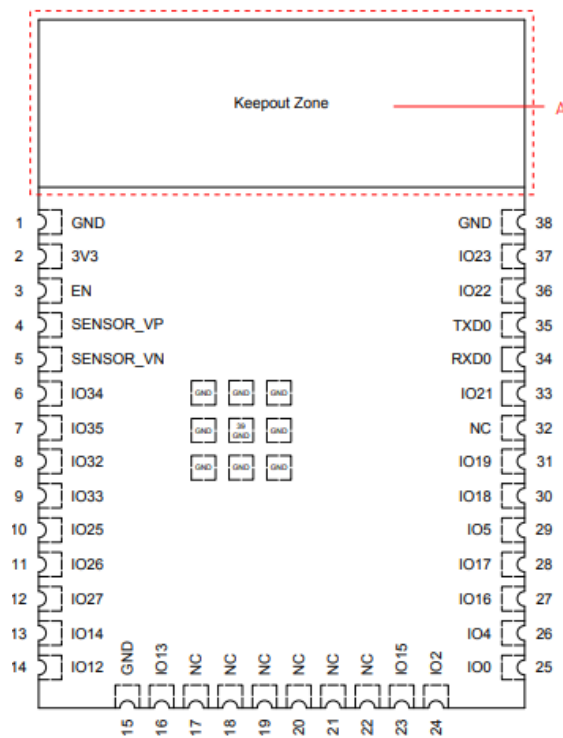 Keepout Zone
A
1 GND
GND 38
2 3V3
IO23 37
3 EN
IO22 36
4 SENSOR_VP
TXD0 35
5 SENSOR_VN
RXD0 34
6 IO34
GND GND GND
IO21 33
7 IO35
GND 39 GND GND
NC 32
8 IO32
GND GND GND
IO19 31
9 IO33
IO18 30
10 IO25
IO5 29
11 IO26
IO17 28
12 IO27
IO16 27
13 IO14
IO4 26
14 IO12
IO0 25
GND IO13 NC NC NC NC NC NC IO15 IO2
15 16 17 18 19 20 21 22 23 24